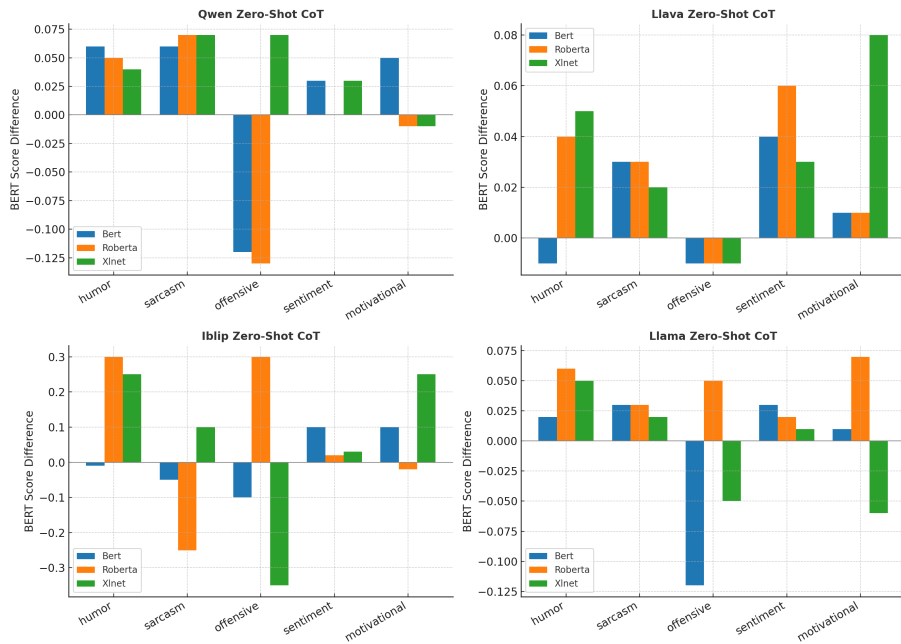 Qwen Zero-Shot CoT
BERT Score Difference
0.075
0.050
0.025
0.000
−0.025
−0.050
−0.075
−0.100
−0.125
Bert
Roberta
Xlnet
humor
sarcasm
offensive
sentiment
motivational
Llava Zero-Shot CoT
BERT Score Difference
0.08
0.06
0.04
0.02
0.00
Bert
Roberta
Xlnet
humor
sarcasm
offensive
sentiment
motivational
Iblip Zero-Shot CoT
BERT Score Difference
0.3
0.2
0.1
0.0
−0.1
−0.2
−0.3
Bert
Roberta
Xlnet
humor
sarcasm
offensive
sentiment
motivational
Llama Zero-Shot CoT
BERT Score Difference
0.075
0.050
0.025
0.000
−0.025
−0.050
−0.075
−0.100
−0.125
Bert
Roberta
Xlnet
humor
sarcasm
offensive
sentiment
motivational